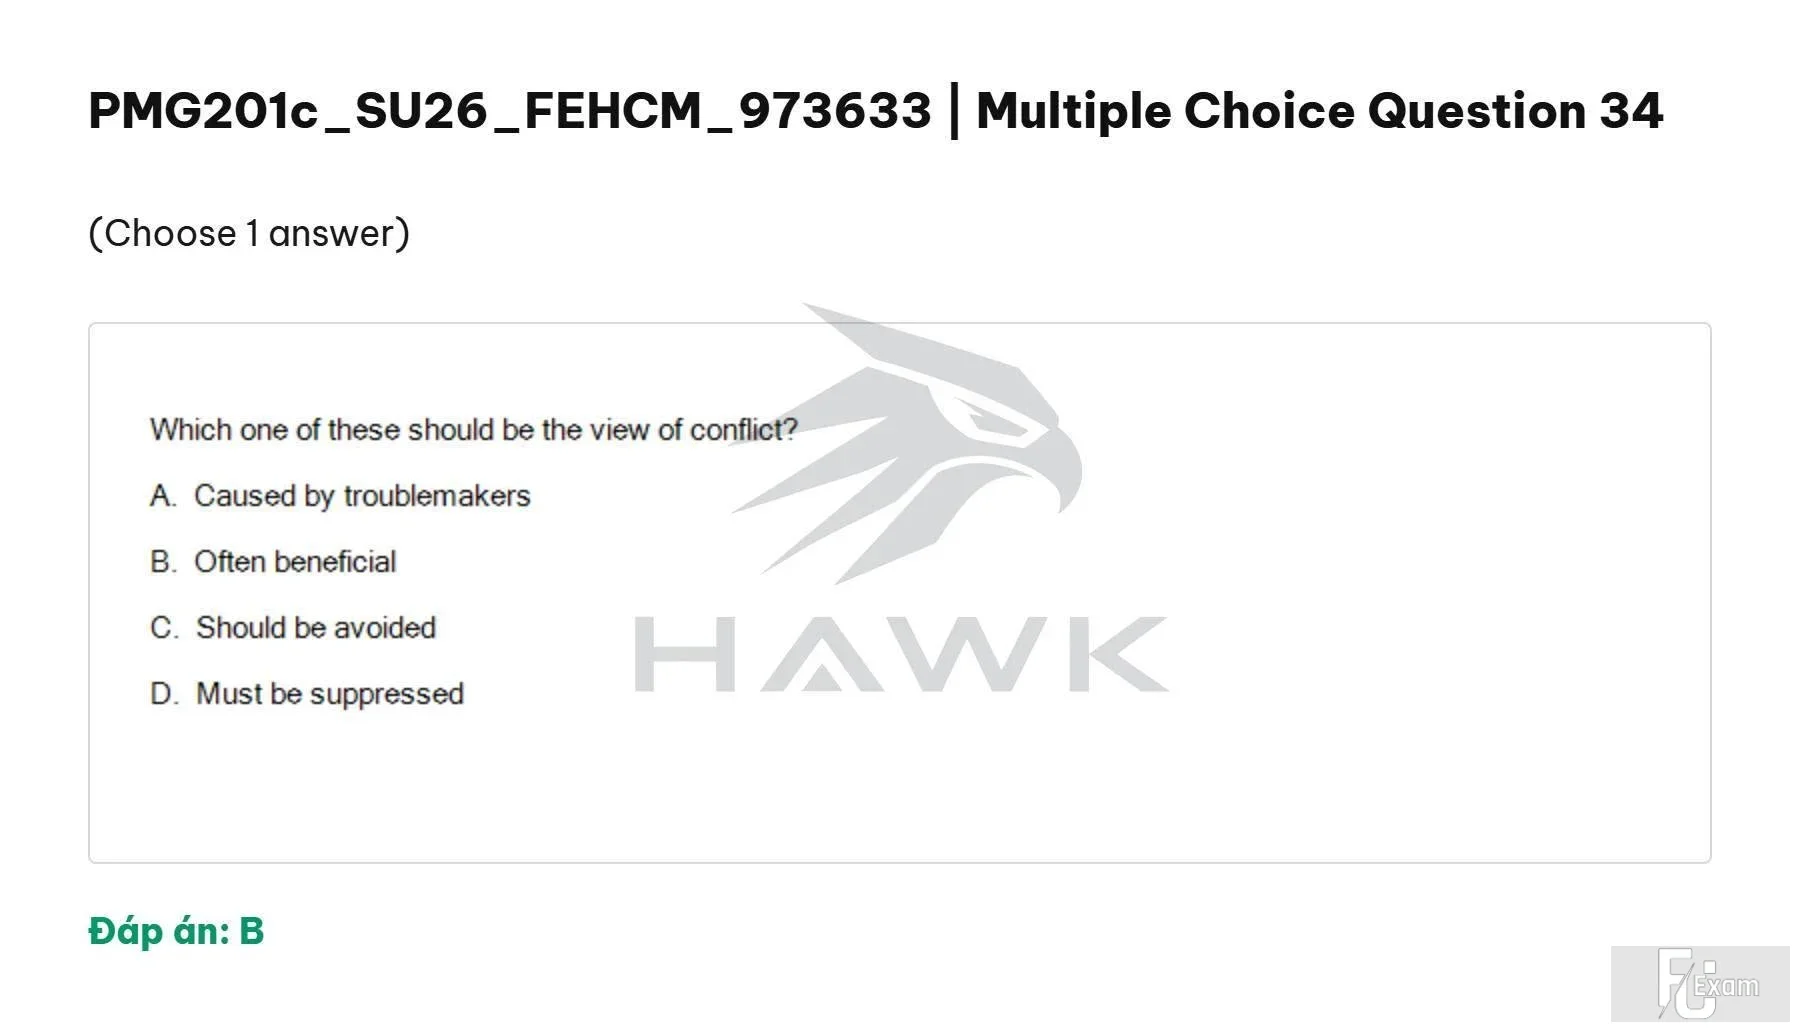 PMG201c_SU26_FEHCM_973633 | Multiple Choice Question 34
(Choose 1 answer)
Which one of these should be the view of conflict?
A. Caused by troublemakers
B. Often beneficial
C. Should be avoided
D. Must be suppressed
HAWK
Đáp án: B
FU Exam